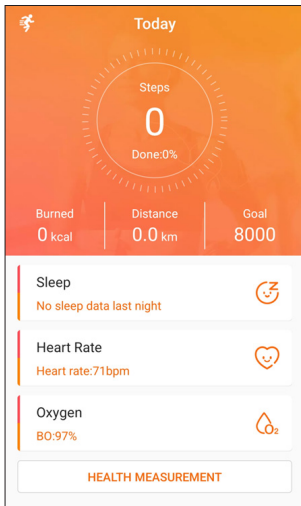 Today
Steps
0
Done:0%
Burned
0 kcal
Distance
0.0 km
Goal
8000
Sleep
No sleep data last night
Z
Heart Rate
Heart rate:71bpm
Oxygen
BO:97%
O2
HEALTH MEASUREMENT